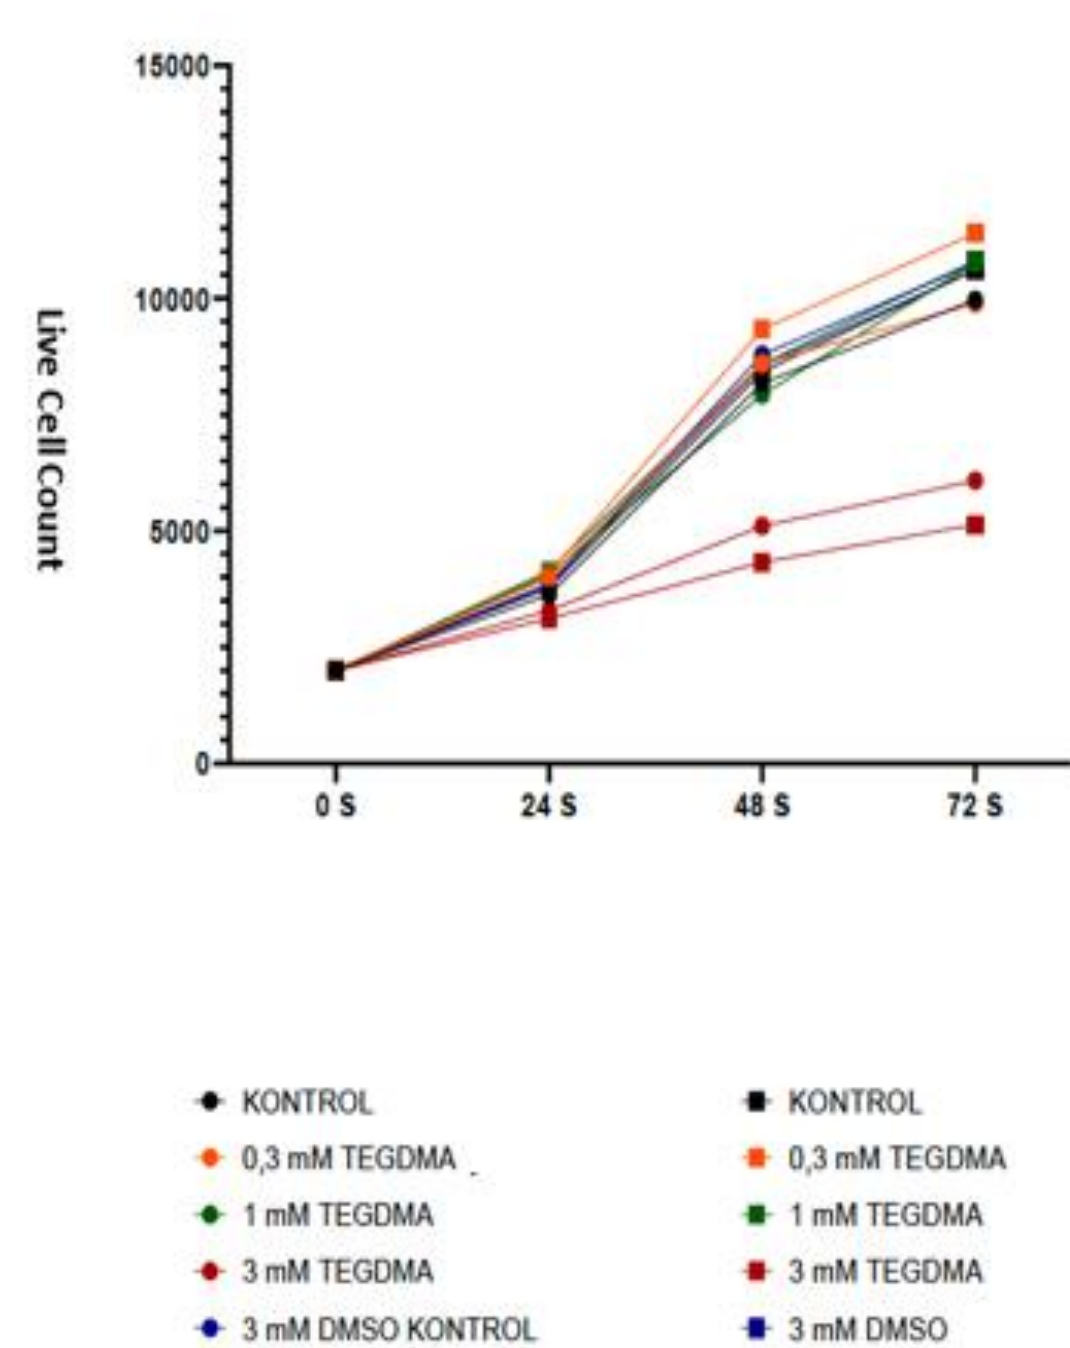 15000
10000
5000
0
Live Cell Count
0 S 24 S 48 S 72 S
KONTROL KONTROL
0,3 mM TEGDMA 0,3 mM TEGDMA
1 mM TEGDMA 1 mM TEGDMA
3 mM TEGDMA 3 mM TEGDMA
3 mM DMSO KONTROL 3 mM DMSO